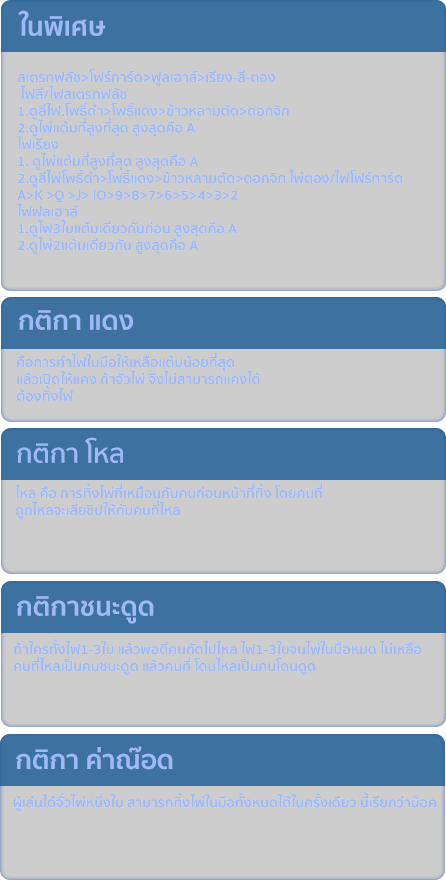 ในพิเศษ
สเตรทฟลัช>โฟร์การ์ด>ฟูลเฮาส์>เรียง-สี-ตอง
ไพ่สี/ไพ่สเตรทฟลัช
1.ดูสีไพ่.โพธิ์ดำ>โพธิ์แดง>ข้าวหลามตัด>ดอกจิก
2.ดูไพ่แต้มที่สูงที่สุด สูงสุดคือ A
ไพ่เรียง
1. ดูไพ่แต้มที่สูงที่สุด สูงสุดคือ A
2.ดูสีไพ่โพธิ์ดำ>โพธิ์แดง>ข้าวหลามตัด>ดอกจิก ไพ่ตอง/ไพ่โฟร์การ์ด
A>K >Q >J> IO>9>8>7>6>5>4>3>2
ไพ่ฟูลเฮาส์
1.ดูไพ่3ใบแต้มเดียวกันก่อน สูงสุดคือ A
2.ดูไพ่2แต้มเดียวกัน สูงสุดคือ A
กติกา แดง
คือการทำไพ่ในมือให้เหลือแต้มน้อยที่สุด
แล้วเปิดให้แคง ถ้าจั่วไพ่ จึงไม่สามารถแคงได้
ต้องทิ้งไพ่
กติกา โหล
ไหล คือ การทิ้งไพ่ที่เหมือนกับคนก่อนหน้าที่ทิ้ง โดยคนที่
ถูกไหลจะเสียชิปให้กับคนที่ไหล
กติกาชนะดูด
ถ้าใครทิ้งไพ่1-3ใบ แล้วพอดีคนถัดไปไหล ไพ่1-3ใบจนไพ่ในมือหมด ไม่เหลือ
คนที่ไหลเป็นคนชนะดูด แล้วคนที่ โดนไหลเป็นคนโดนดูด
กติกา ค่าณ๊อด
ผู้เล่นได้จั่วไพ่หนึ่งใบ สามารถทิ้งไพ่ในมือทั้งหมดได้ในครั้งเดียว นี้เรียกว่าน็อค